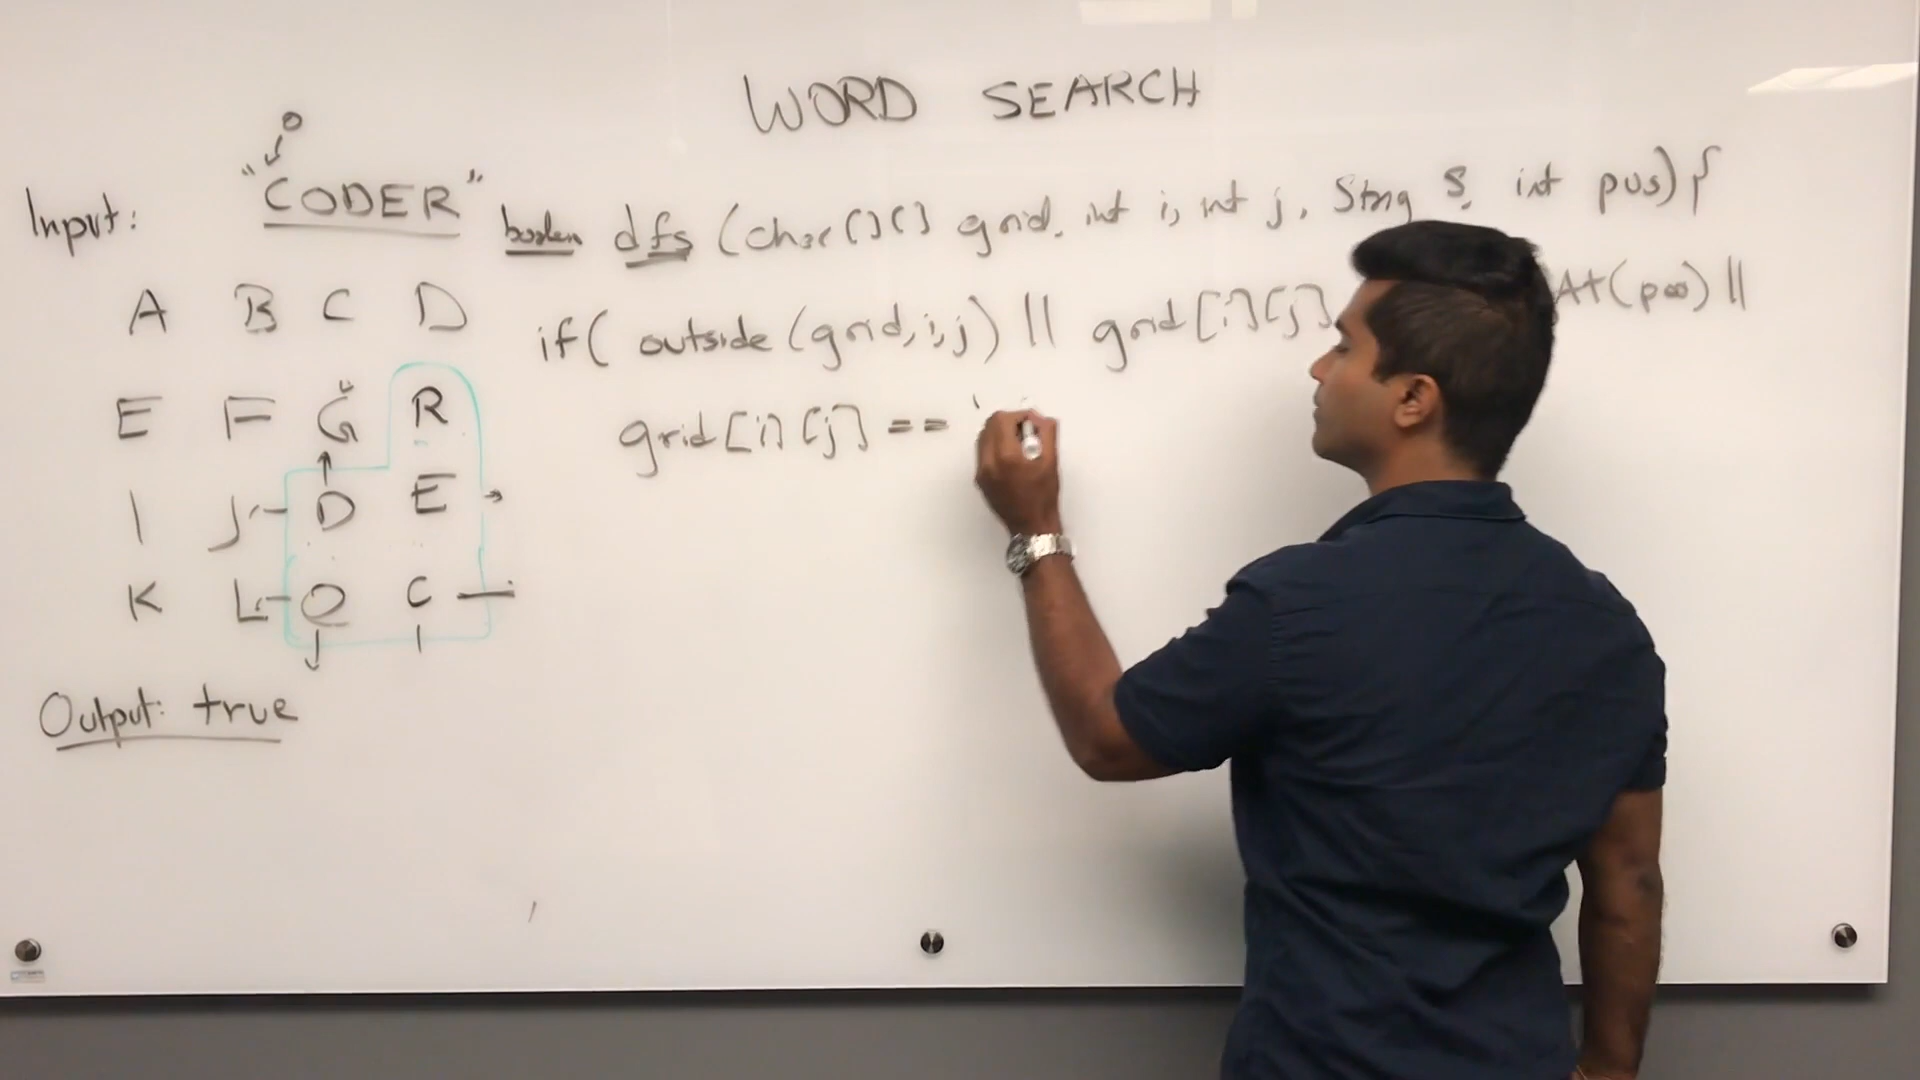 WORD SEARCH
0
Input: "CODER"
boolean dfs (char[][] grid, int i, int j, String S, int pos) {
if( outside (grid, i, j) || grid[i][j] At(pos) ||
grid[i][j] == '
A B C D
E F G R
I J D E
K L O C
Output: true